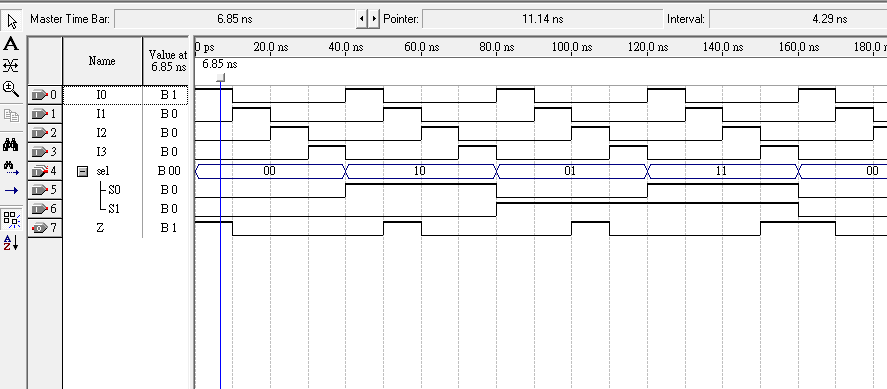 Master Time Bar: 6.85 ns Pointer: 11.14 ns Interval: 4.29 ns
A
Name Value at 6.85 ns
0 ps 20.0 ns 40.0 ns 60.0 ns 80.0 ns 100.0 ns 120.0 ns 140.0 ns 160.0 ns 180.0
6.85 ns
0 I0 B 1
1 I1 B 0
2 I2 B 0
3 I3 B 0
4 sel B 00 00 10 01 11 00
5 S0 B 0
6 S1 B 0
7 Z B 1
A
Z